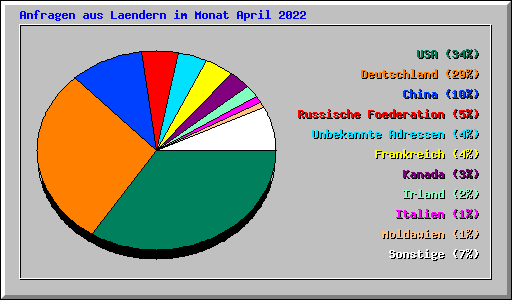 Anfragen aus Laendern im Monat April 2022
USA (34%)
Deutschland (29%)
China (10%)
Russische Foederation (5%)
Unbekannte Adressen (4%)
Frankreich (4%)
Kanada (3%)
Irland (2%)
Italien (1%)
Moldawien (1%)
Sonstige (7%)